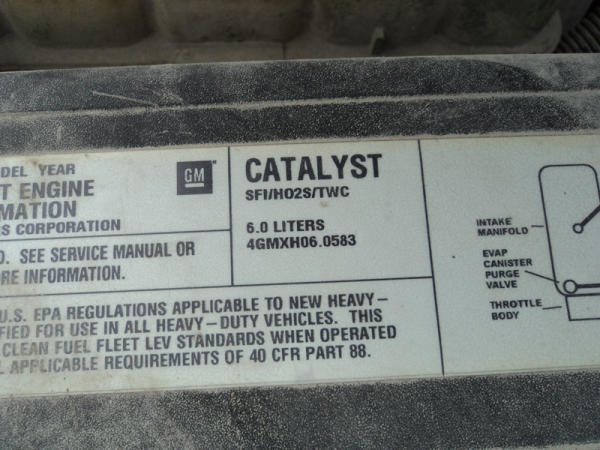 DEL YEAR
T ENGINE
MATION
S CORPORATION
O. SEE SERVICE MANUAL OR
ORE INFORMATION.
GM
CATALYST
SFI/HO2S/TWC
6.0 LITERS
4GMXH06.0583
U.S. EPA REGULATIONS APPLICABLE TO NEW HEAVY-
FIED FOR USE IN ALL HEAVY-DUTY VEHICLES. THIS
CLEAN FUEL FLEET LEV STANDARDS WHEN OPERATED
L APPLICABLE REQUIREMENTS OF 40 CFR PART 88.
INTAKE
MANIFOLD
EVAP
CANISTER
PURGE
VALVE
THROTTLE
BODY